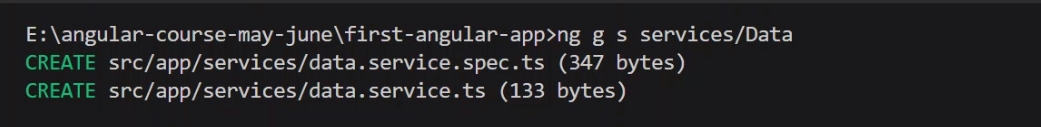 E:\angular-course-may-june\first-angular-app>ng g s services/Data
CREATE src/app/services/data.service.spec.ts (347 bytes)
CREATE src/app/services/data.service.ts (133 bytes)